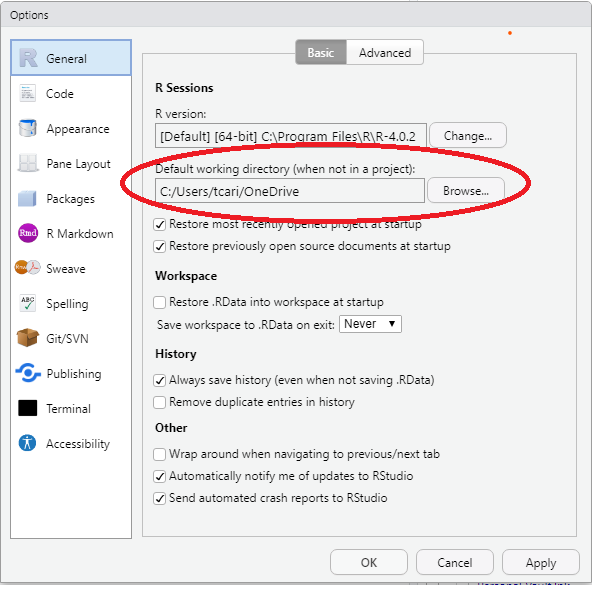 Options
General
Code
Appearance
Pane Layout
Packages
Rmd R Markdown
Sweave
ABC Spelling
Git/SVN
Publishing
Terminal
Accessibility
Basic Advanced
R Sessions
R version:
[Default] [64-bit] C:\Program Files\R\R-4.0.2 Change...
Default working directory (when not in a project):
C:/Users/tcari/OneDrive Browse...
Restore most recently opened project at startup
Restore previously open source documents at startup
Workspace
Restore .RData into workspace at startup
Save workspace to .RData on exit: Never
History
Always save history (even when not saving .RData)
Remove duplicate entries in history
Other
Wrap around when navigating to previous/next tab
Automatically notify me of updates to RStudio
Send automated crash reports to RStudio
OK Cancel Apply